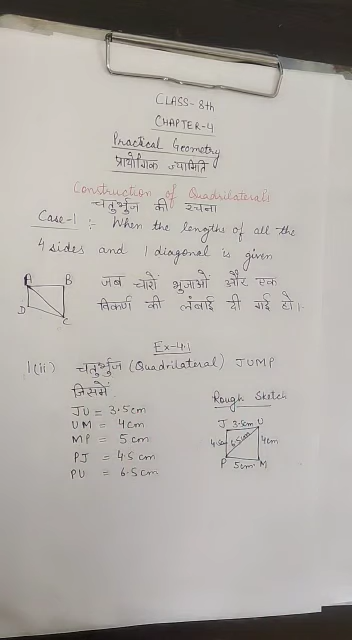 CLASS-8th
CHAPTER-4
Practical Geometry
प्रायोगिक ज्यामिति
Construction of Quadrilaterals
चतुर्भुज की रचना
Case-1 :- When the lengths of all the
4 sides and 1 diagonal is given
जब चारों भुजाओं और एक
विकर्ण की लंबाई दी गई हो।
A B
D
C
Ex-4.1
1(ii) चतुर्भुज (Quadrilateral) JUMP
जिसमें
JU = 3.5cm
UM = 4cm
MP = 5cm
PJ = 4.5cm
PU = 6.5cm
Rough Sketch
J 3.5cm U
6.5cm 4cm
P 5cm M